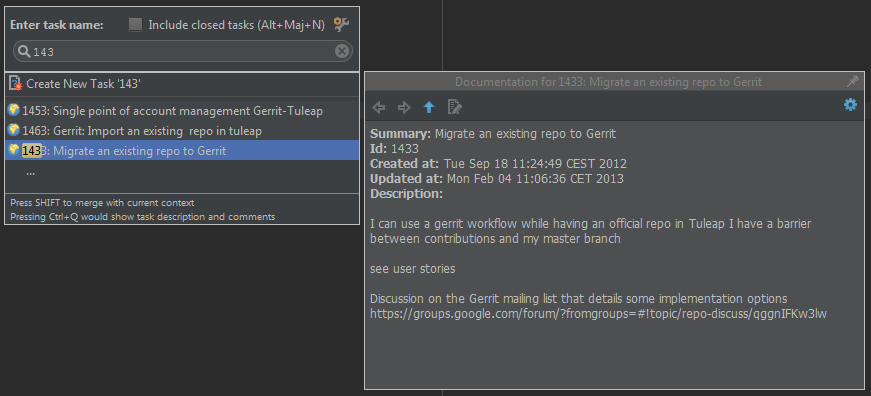 Enter task name:
Include closed tasks (Alt+Maj+N)
143
Create New Task '143'
1453: Single point of account management Gerrit-Tuleap
1463: Gerrit: Import an existing repo in tuleap
1433: Migrate an existing repo to Gerrit
...
Press SHIFT to merge with current context
Pressing Ctrl+Q would show task description and comments
Documentation for 1433: Migrate an existing repo to Gerrit
Summary: Migrate an existing repo to Gerrit
Id: 1433
Created at: Tue Sep 18 11:24:49 CEST 2012
Updated at: Mon Feb 04 11:06:36 CET 2013
Description:
I can use a gerrit workflow while having an official repo in Tuleap I have a barrier
between contributions and my master branch
see user stories
Discussion on the Gerrit mailing list that details some implementation options
https://groups.google.com/forum/?fromgroups=#!topic/repo-discuss/qggnIFKw3lw